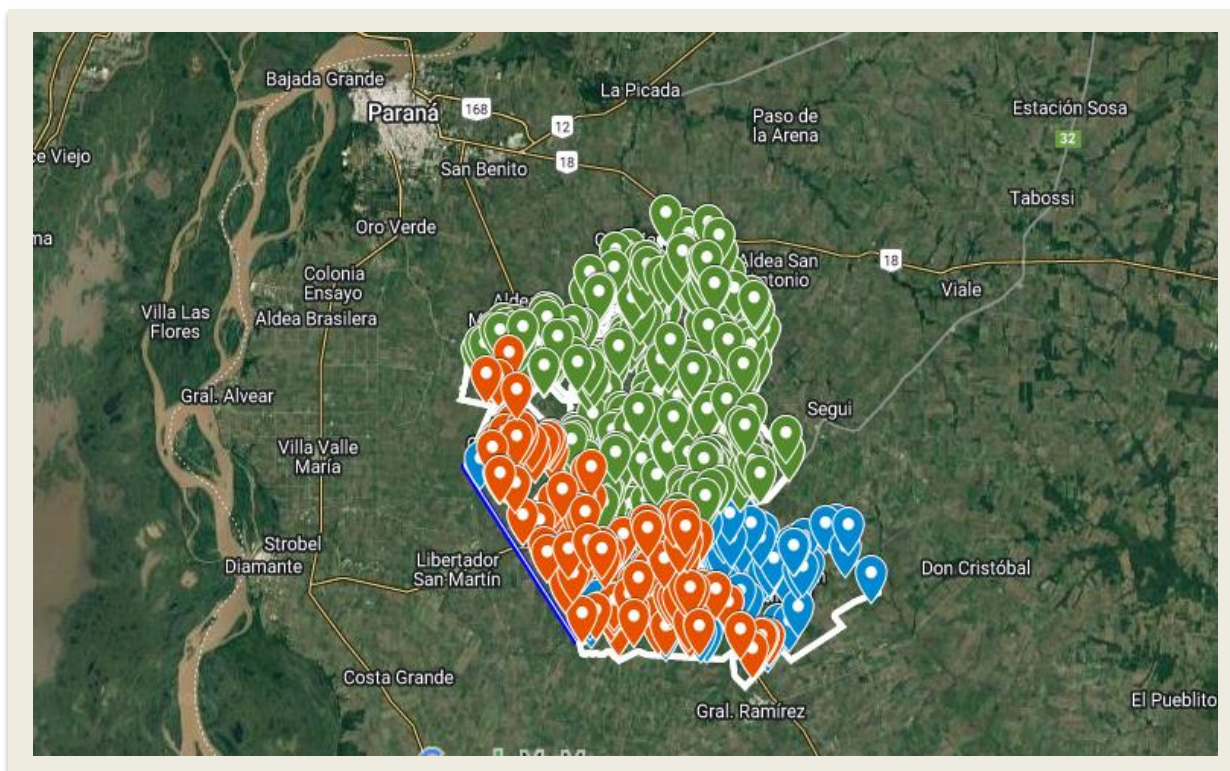 Bajada Grande
La Picada
Paraná
168
Paso de
la Arena
Estación Sosa
12
32
ce Viejo
18
San Benito
Tabossi
Oro Verde
18
Aldea San
Colonia
Ensayo
Viale
Villa Las
Flores
Aldea Brasilera
Gral. Alvear
Segui
Villa Valle
María
Strobel
Diamante
Libertador
San Martín
Don Cristóbal
Costa Grande
Gral. Ramírez
El Pueblito